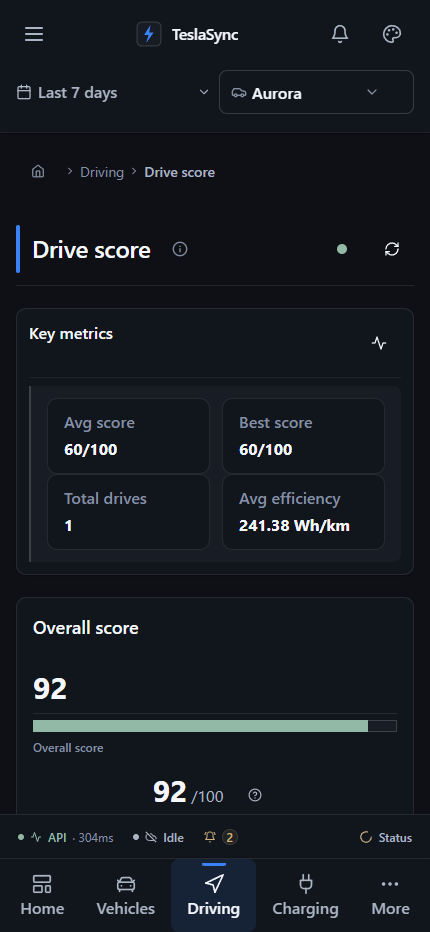 TeslaSync
Last 7 days
Aurora
Driving
Drive score
Drive score
Key metrics
Avg score
60/100
Best score
60/100
Total drives
1
Avg efficiency
241.38 Wh/km
Overall score
92
Overall score
92 /100
API · 304ms
Idle
2
Status
Home
Vehicles
Driving
Charging
More